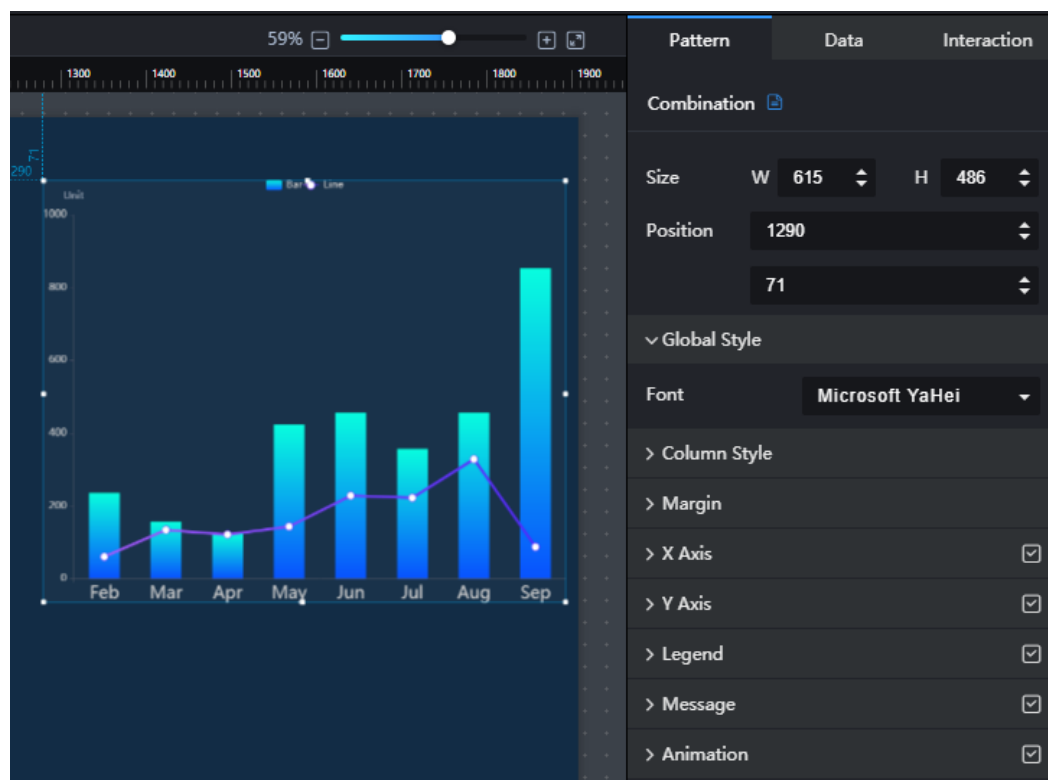 59%
Pattern Data Interaction
1300 1400 1500 1600 1700 1800 1900
Combination
71
290
Size W 615 H 486
Bar Line
Unit
Position 1290
71
1000
800
600
400
200
0
Feb Mar Apr May Jun Jul Aug Sep
Global Style
Font Microsoft YaHei
Column Style
Margin
X Axis
Y Axis
Legend
Message
Animation